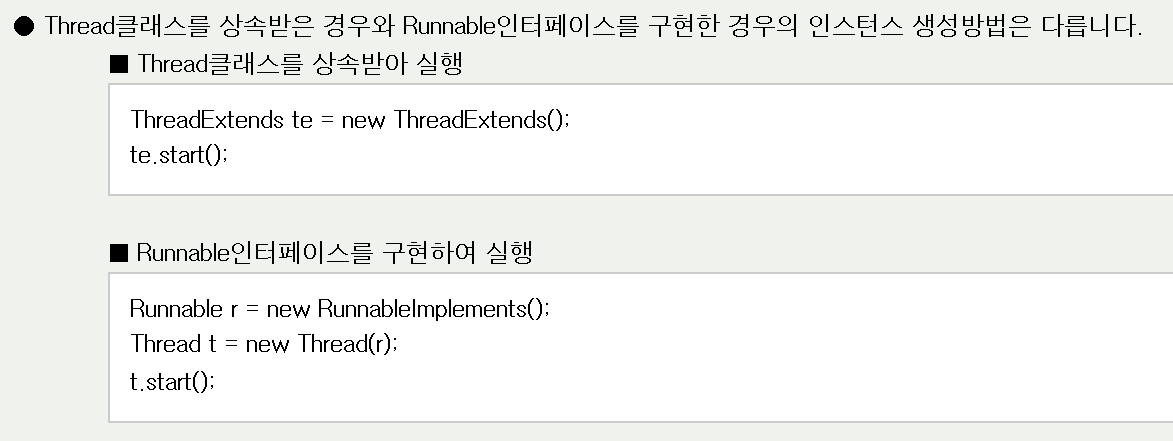 ● Thread클래스를 상속받은 경우와 Runnable인터페이스를 구현한 경우의 인스턴스 생성방법은 다릅니다.
■ Thread클래스를 상속받아 실행
ThreadExtends te = new ThreadExtends();
te.start();
■ Runnable인터페이스를 구현하여 실행
Runnable r = new RunnableImplements();
Thread t = new Thread(r);
t.start();